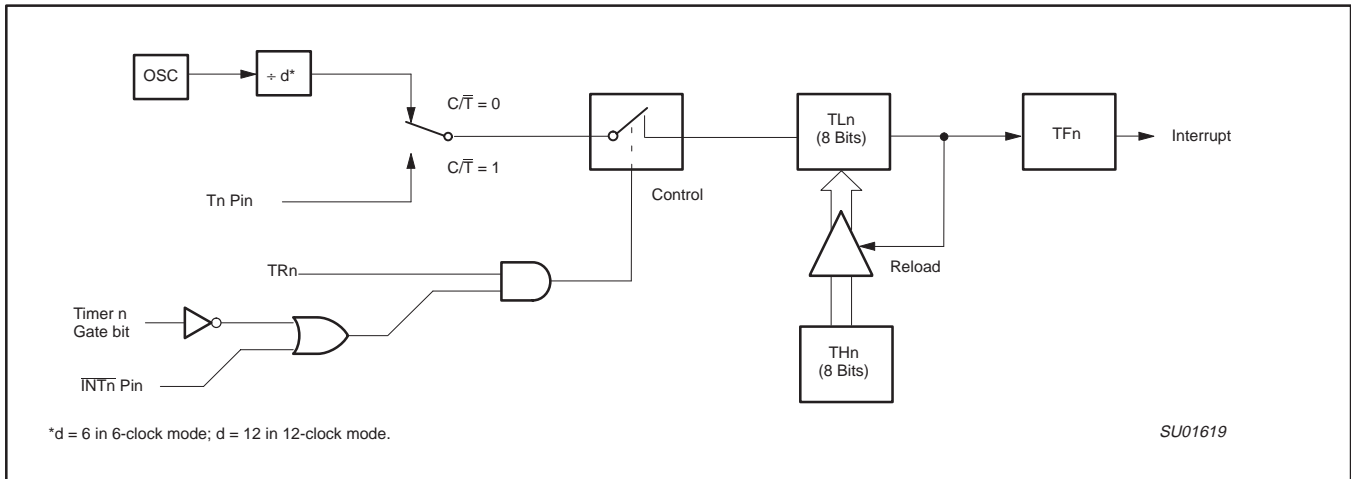 OSC
÷ d*
C/T̅ = 0
C/T̅ = 1
Tn Pin
Control
TLn
(8 Bits)
TFn
Interrupt
Reload
TRn
Timer n
Gate bit
I̅N̅T̅n̅ Pin
THn
(8 Bits)
*d = 6 in 6-clock mode; d = 12 in 12-clock mode.
SU01619